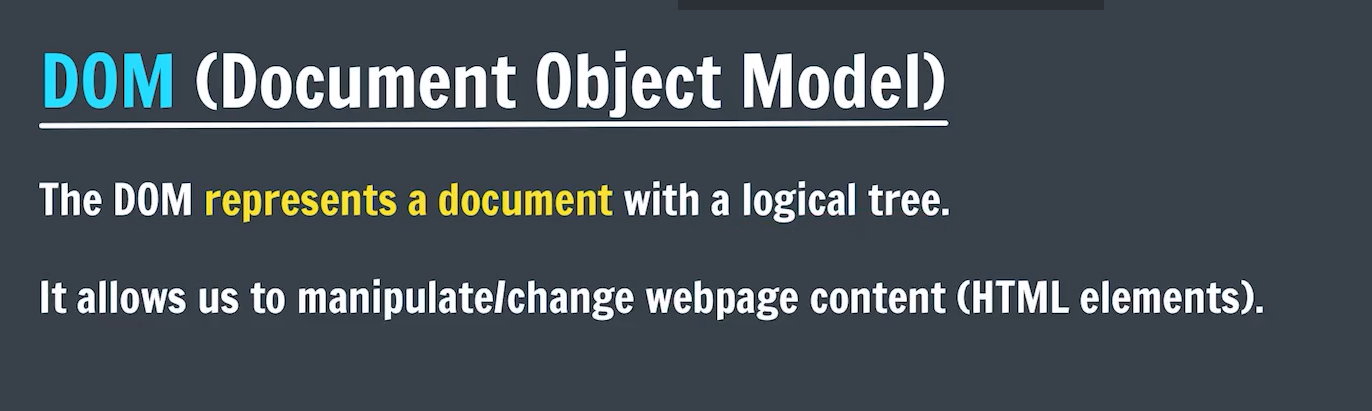 DOM (Document Object Model)
The DOM represents a document with a logical tree.
It allows us to manipulate/change webpage content (HTML elements).